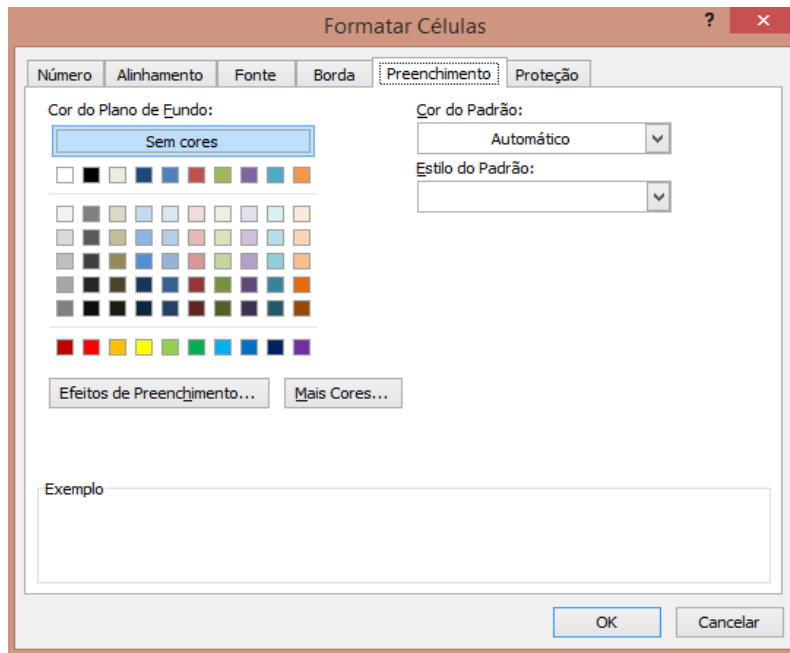 Formatar Células ?
Número Alinhamento Fonte Borda Preenchimento Proteção
Cor do Plano de Fundo:
Sem cores
Cor do Padrão:
Automático
Estilo do Padrão:
Efeitos de Preenchimento... Mais Cores...
Exemplo
OK Cancelar